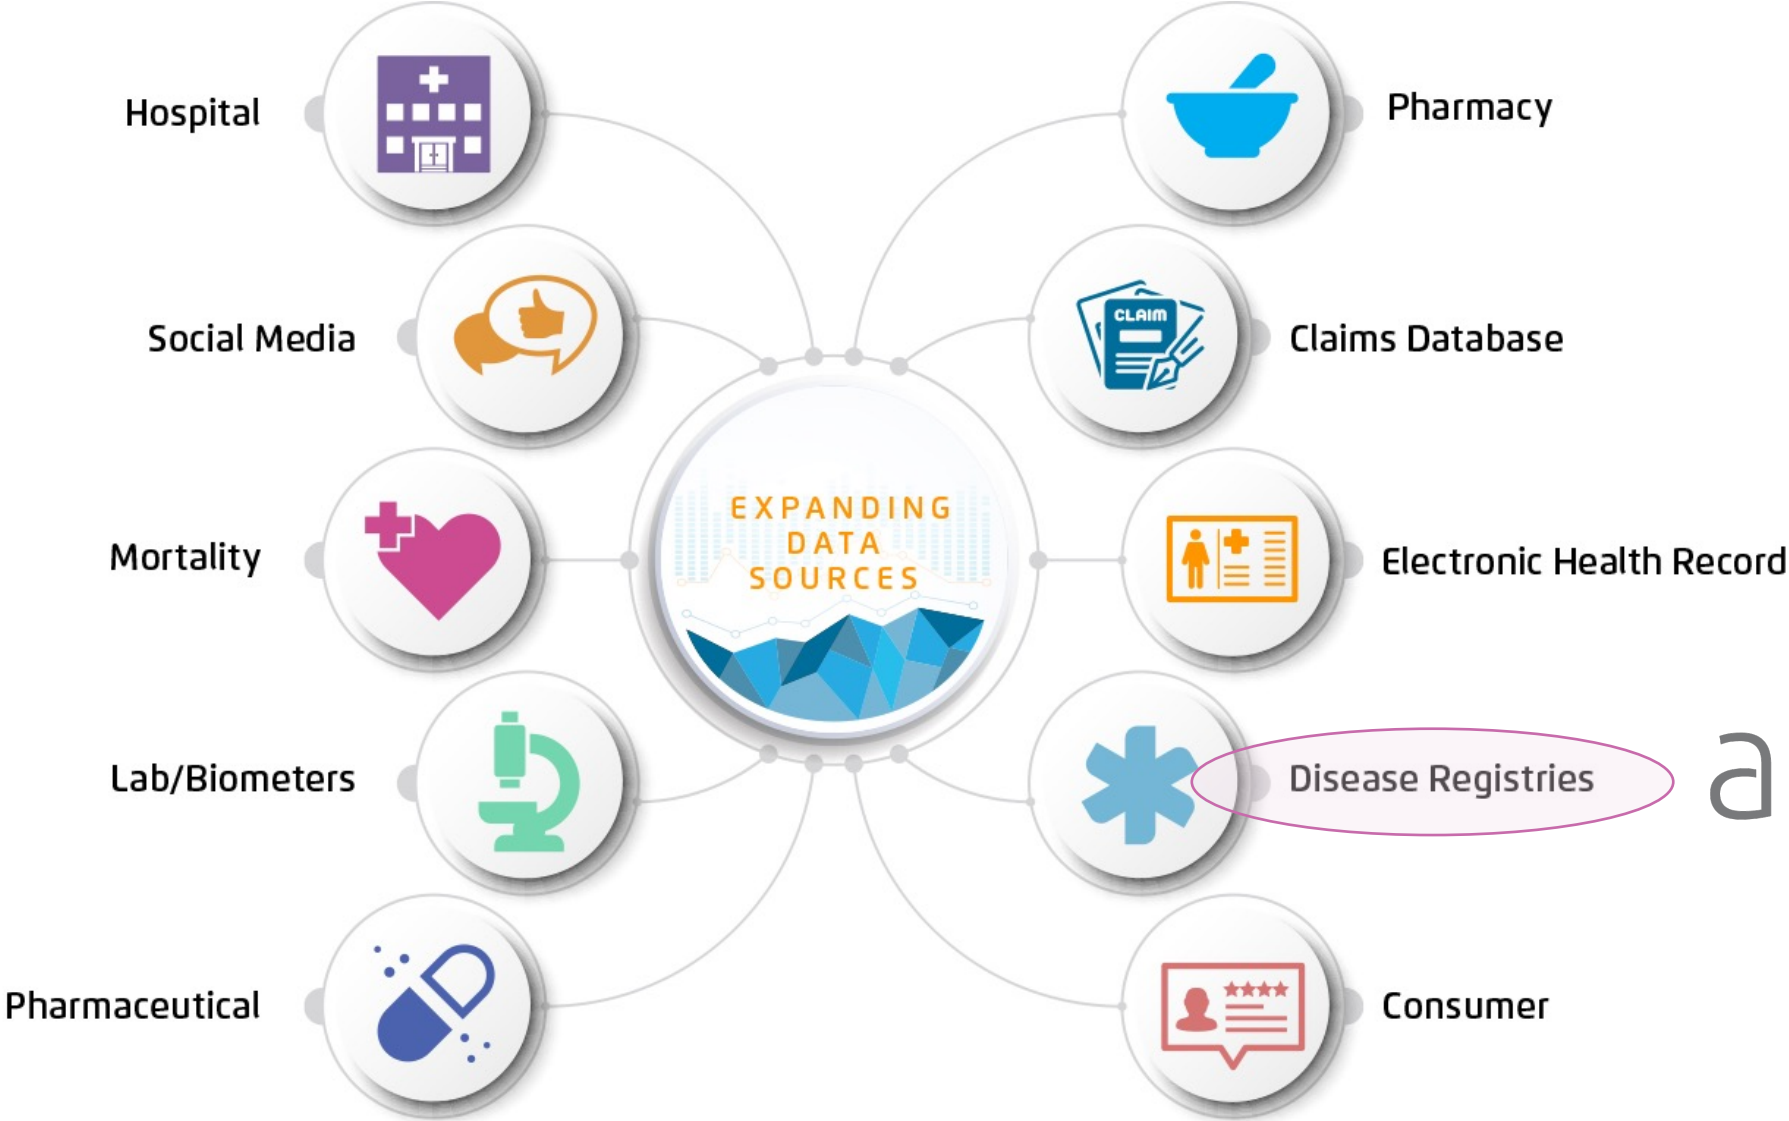 Hospital
Pharmacy
Social Media
CLAIM
Claims Database
EXPANDING
DATA
SOURCES
Mortality
Electronic Health Record
Lab/Biometers
Disease Registries
a
Pharmaceutical
Consumer